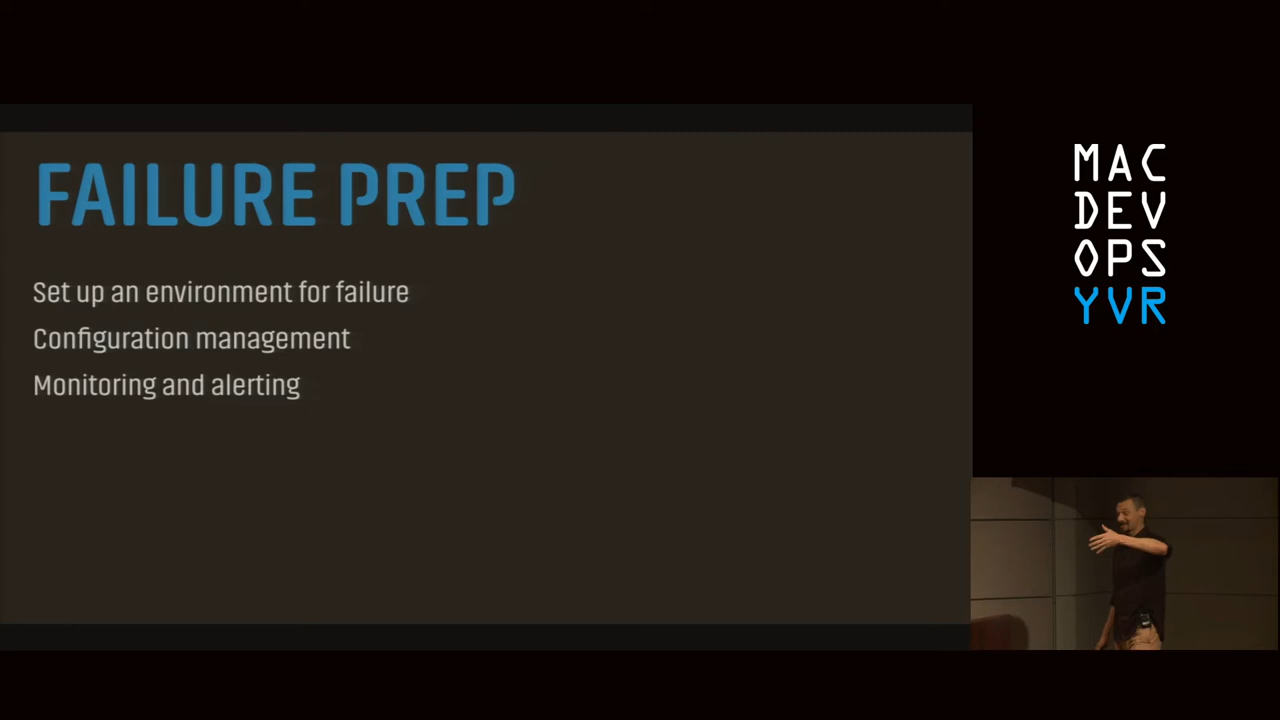 FAILURE PREP
Set up an environment for failure
Configuration management
Monitoring and alerting
MAC
DEV
OPS
YVR